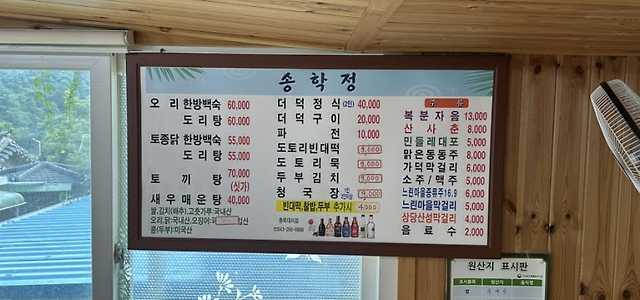 송학정
오리 한방백숙 60,000
도리탕 60,000
토종닭 한방백숙 55,000
도리탕 55,000
토끼탕 70,000
(싯가)
새우매운탕 40,000
쌀,김치(배추),고춧가루:국내산
오리,닭:국내산, 오징어:국
콩(두부):미국산
더덕정식 (2인) 40,000
더덕구이 20,000
파전 10,000
도토리빈대떡
도토리묵
두부김치
청국장
빈대떡,쌀밥,두부 추가시 4,000
주류
복분자음 13,000
산사춘 8,000
민들레대포 5,000
맑은동동주 8,000
가덕막걸리 6,000
소주/맥주 5,000
느린마을증류주16.9 6,000
느린마을막걸리 5,000
상당산성막걸리 4,000
음료수 2,000
원산지 표시판